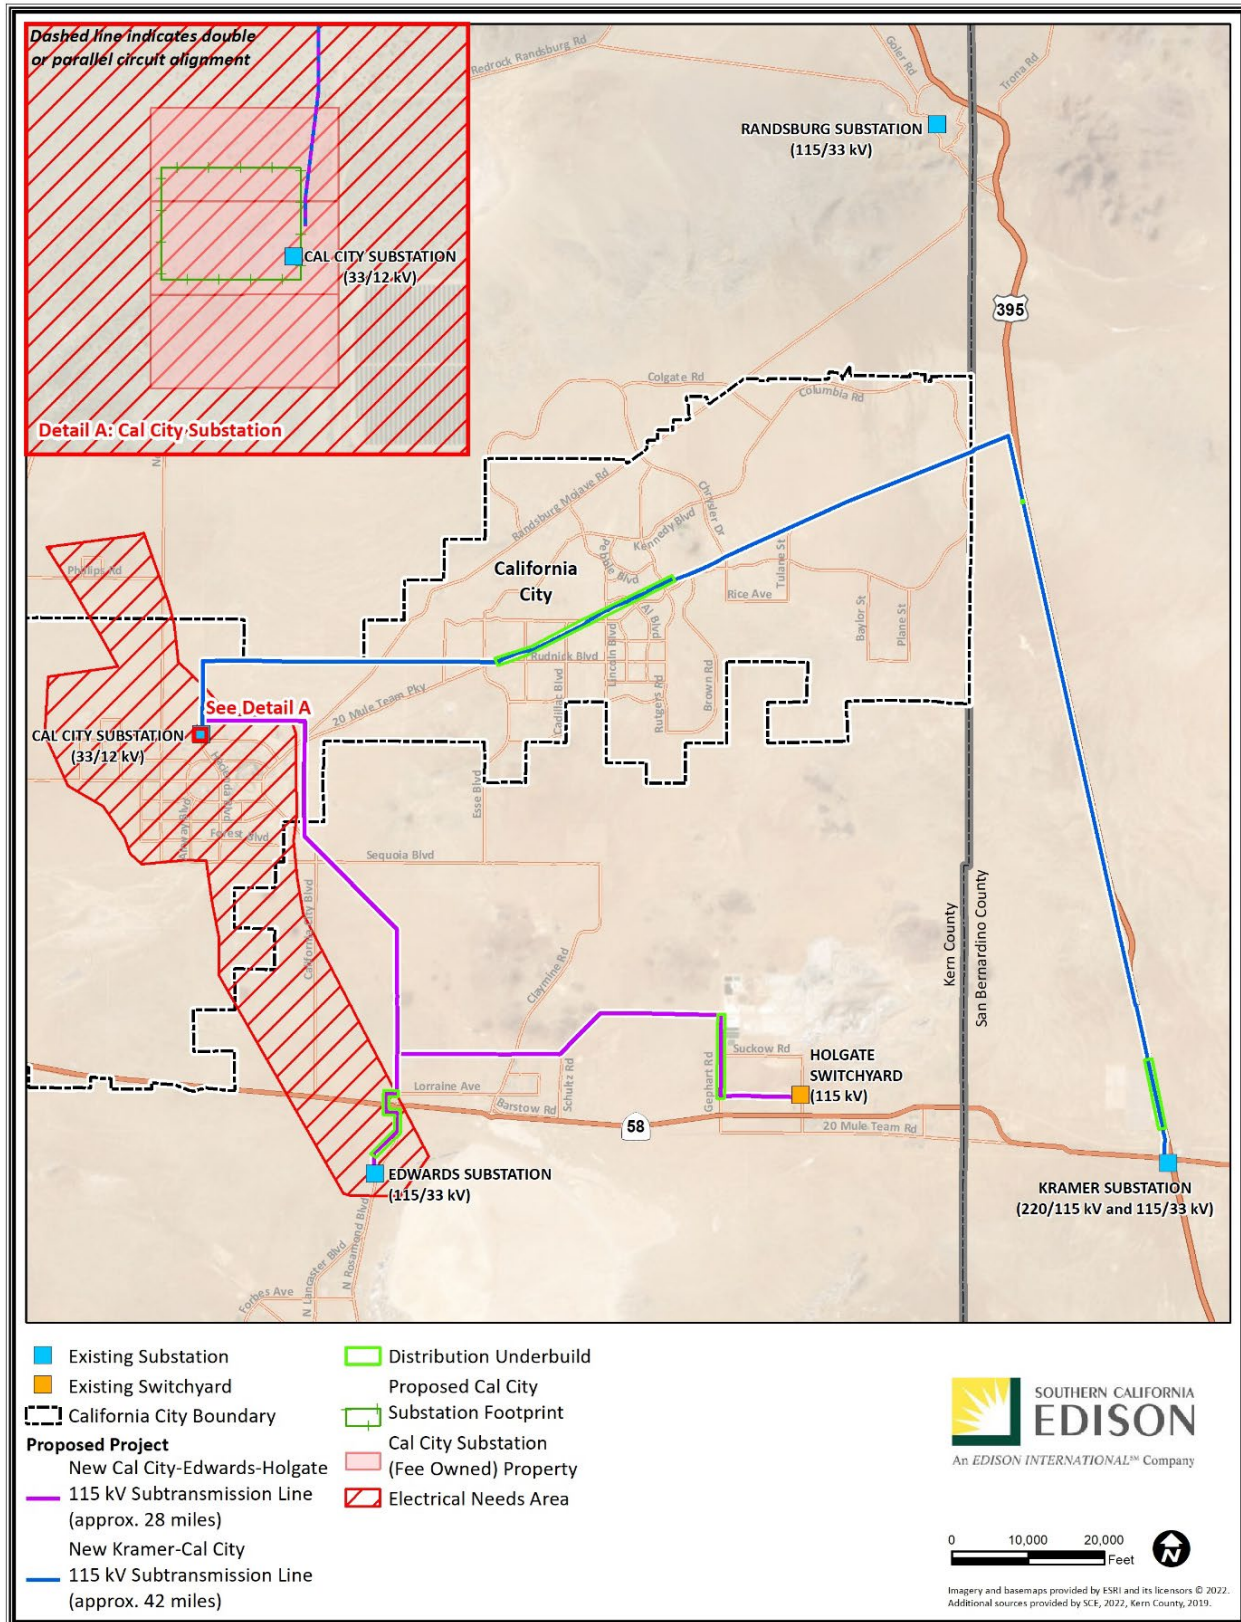 Dashed line indicates double
or parallel circuit alignment
CAL CITY SUBSTATION
(33/12 kV)
Detail A: Cal City Substation
Redrock Randsburg Rd
Goler Rd
Trona Rd
RANDSBURG SUBSTATION
(115/33 kV)
395
Colgate Rd
Columbia Rd
Randsburg Mojave Rd
Chrysler Dr
Kennedy Blvd
Pebble Blvd
California
City
Tulane St
Rice Ave
Al Blvd
Baylor St
Plane St
Phillips Rd
Rudnick Blvd
Lincoln Blvd
20 Mule Team Pky
Cadillac Blvd
Rutgers Rd
Brown Rd
See Detail A
CAL CITY SUBSTATION
(33/12 kV)
Hacienda Blvd
Esse Blvd
Forest Blvd
Sequoia Blvd
California City Blvd
Claymine Rd
Kern County
San Bernardino County
Suckow Rd
HOLGATE
SWITCHYARD
(115 kV)
Gephart Rd
Schultz Rd
Lorraine Ave
Barstow Rd
58
20 Mule Team Rd
EDWARDS SUBSTATION
(115/33 kV)
KRAMER SUBSTATION
(220/115 kV and 115/33 kV)
N Rosamond Blvd
N Lancaster Blvd
Forbes Ave
Existing Substation
Existing Switchyard
California City Boundary
Proposed Project
New Cal City-Edwards-Holgate
115 kV Subtransmission Line
(approx. 28 miles)
New Kramer-Cal City
115 kV Subtransmission Line
(approx. 42 miles)
Distribution Underbuild
Proposed Cal City
Substation Footprint
Cal City Substation
(Fee Owned) Property
Electrical Needs Area
SOUTHERN CALIFORNIA
EDISON
An EDISON INTERNATIONAL℠ Company
0 10,000 20,000
Feet
N
Imagery and basemaps provided by ESRI and its licensors © 2022.
Additional sources provided by SCE, 2022, Kern County, 2019.